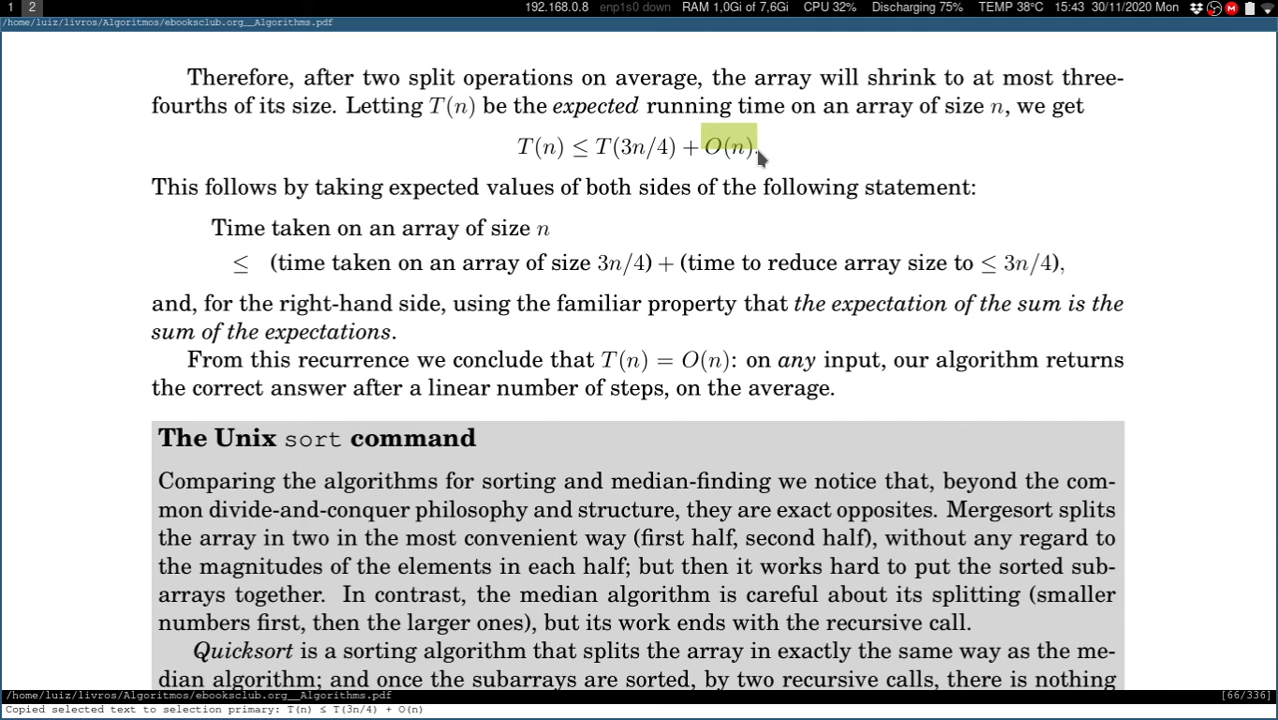 1 2 192.168.0.8 enp1s0 down RAM 1,0Gi of 7,6Gi CPU 32% Discharging 75% TEMP 38°C 15:43 30/11/2020 Mon
/home/luiz/livros/Algoritmos/ebooksclub.org__Algorithms.pdf
Therefore, after two split operations on average, the array will shrink to at most three-
fourths of its size. Letting T(n) be the expected running time on an array of size n, we get
T(n) ≤ T(3n/4) + O(n).
This follows by taking expected values of both sides of the following statement:
Time taken on an array of size n
≤ (time taken on an array of size 3n/4) + (time to reduce array size to ≤ 3n/4),
and, for the right-hand side, using the familiar property that the expectation of the sum is the
sum of the expectations.
From this recurrence we conclude that T(n) = O(n): on any input, our algorithm returns
the correct answer after a linear number of steps, on the average.
The Unix sort command
Comparing the algorithms for sorting and median-finding we notice that, beyond the com-
mon divide-and-conquer philosophy and structure, they are exact opposites. Mergesort splits
the array in two in the most convenient way (first half, second half), without any regard to
the magnitudes of the elements in each half; but then it works hard to put the sorted sub-
arrays together. In contrast, the median algorithm is careful about its splitting (smaller
numbers first, then the larger ones), but its work ends with the recursive call.
Quicksort is a sorting algorithm that splits the array in exactly the same way as the me-
dian algorithm; and once the subarrays are sorted, by two recursive calls, there is nothing
/home/luiz/livros/Algoritmos/ebooksclub.org__Algorithms.pdf [66/336]
Copied selected text to selection primary: T(n) ≤ T(3n/4) + O(n)